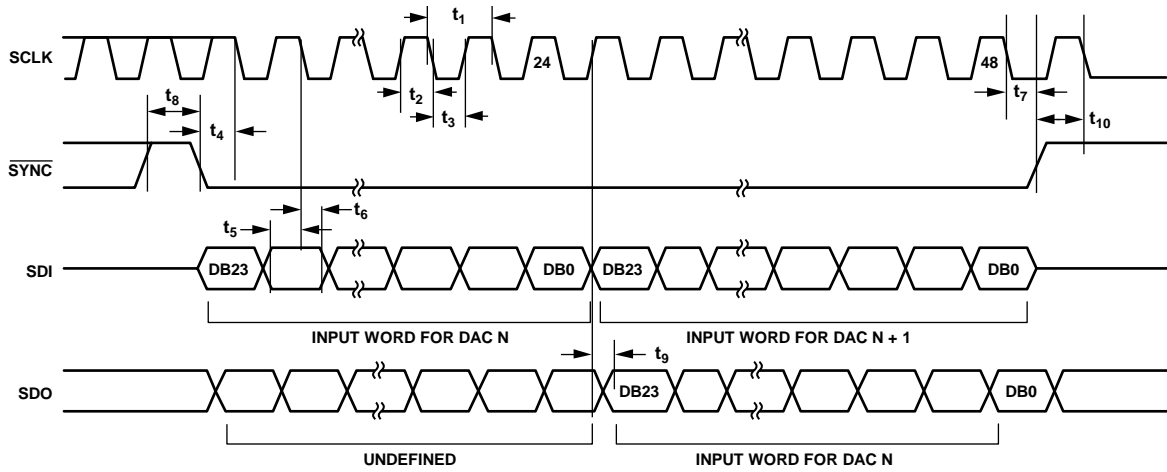 t1
SCLK
24
48
t8
t2
t7
t4
t3
t10
SYNC
t6
t5
SDI
DB23
DB0
DB23
DB0
INPUT WORD FOR DAC N
INPUT WORD FOR DAC N + 1
t9
SDO
DB23
DB0
UNDEFINED
INPUT WORD FOR DAC N